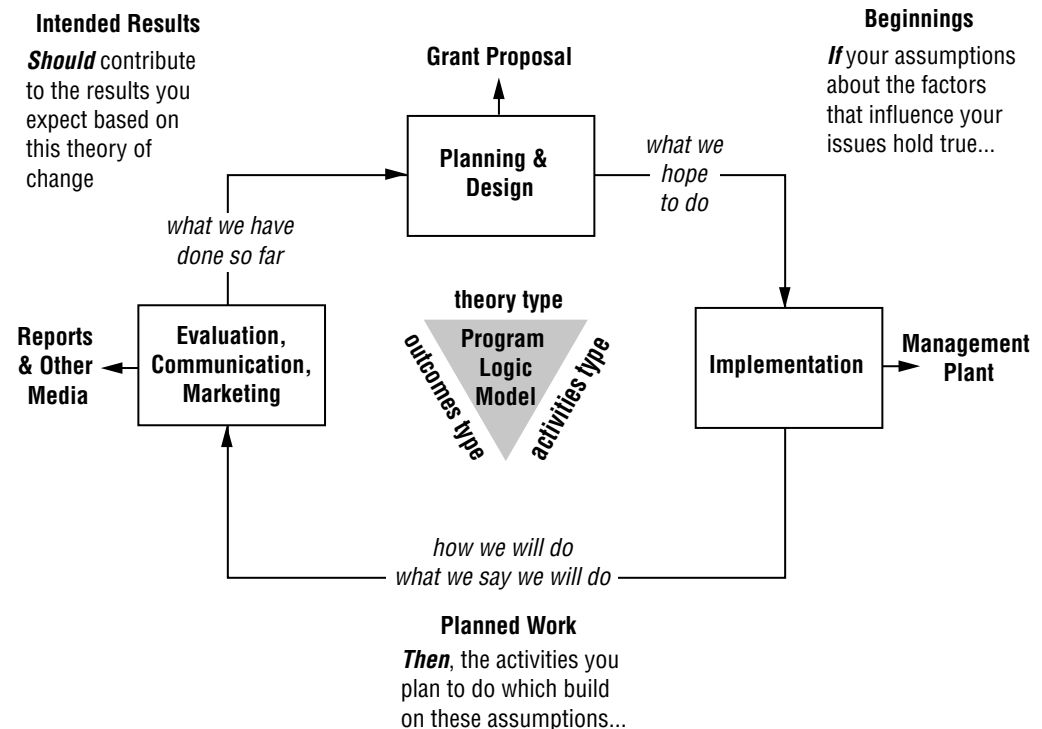 Intended Results
Should contribute
to the results you
expect based on
this theory of
change
Grant Proposal
Beginnings
If your assumptions
about the factors
that influence your
issues hold true...
Planning &
Design
what we
hope
to do
what we have
done so far
Reports
& Other
Media
Evaluation,
Communication,
Marketing
theory type
Program
Logic
Model
outcomes type
activities type
Implementation
Management
Plant
how we will do
what we say we will do
Planned Work
Then, the activities you
plan to do which build
on these assumptions...